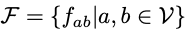 ℱ = {f_{ab}|a, b ∈ 𝒱}